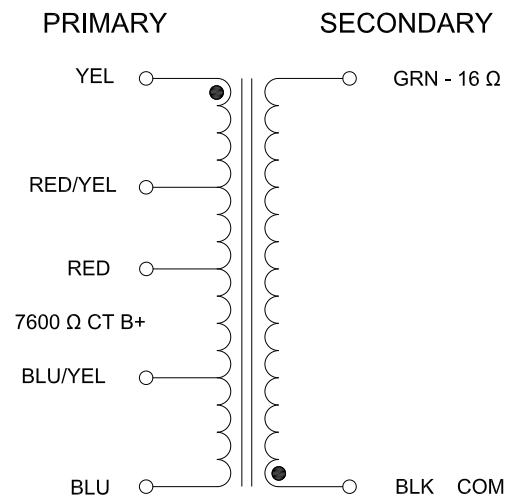 PRIMARY SECONDARY
YEL GRN - 16 Ω
RED/YEL
RED
7600 Ω CT B+
BLU/YEL
BLU BLK COM